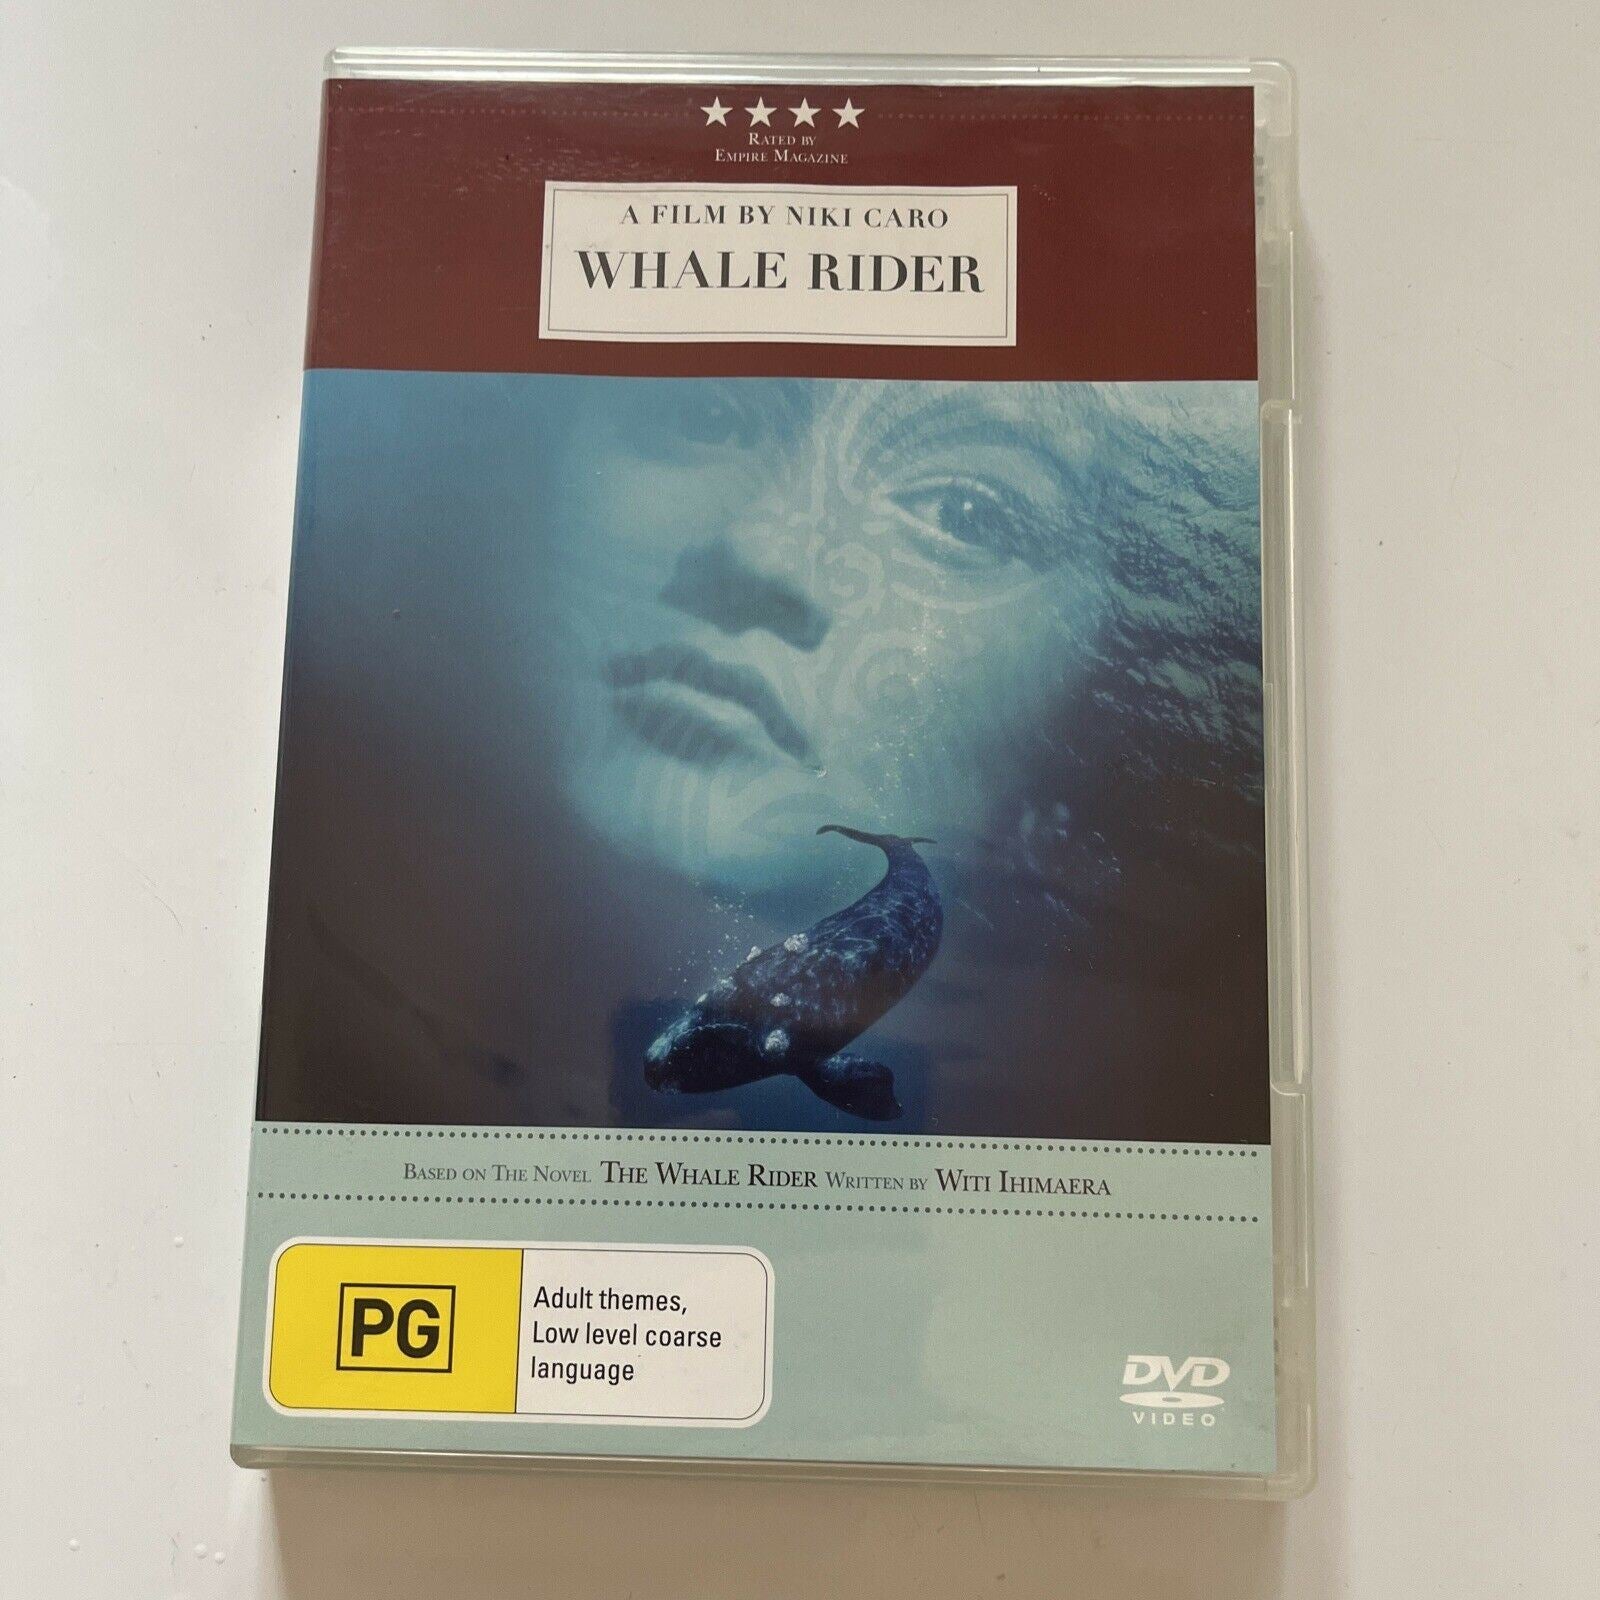 RATED BY
EMPIRE MAGAZINE
A FILM BY NIKI CARO
WHALE RIDER
BASED ON THE NOVEL THE WHALE RIDER WRITTEN BY WITI IHIMAERA
PG
Adult themes,
Low level coarse
language
DVD
VIDEO